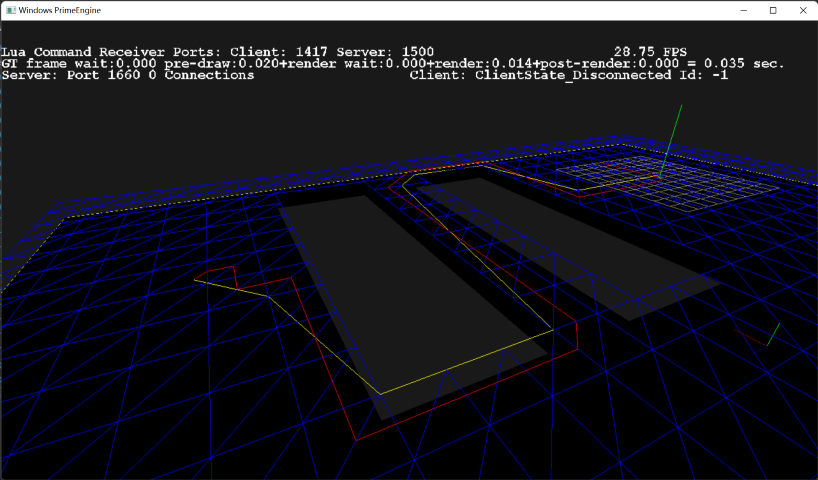 Windows PrimeEngine
Lua Command Receiver Ports: Client: 1417 Server: 1500 28.75 FPS
GT frame wait:0.000 pre-draw:0.020+render wait:0.000+render:0.014+post-render:0.000 = 0.035 sec.
Server: Port 1660 0 Connections Client: ClientState_Disconnected Id: -1